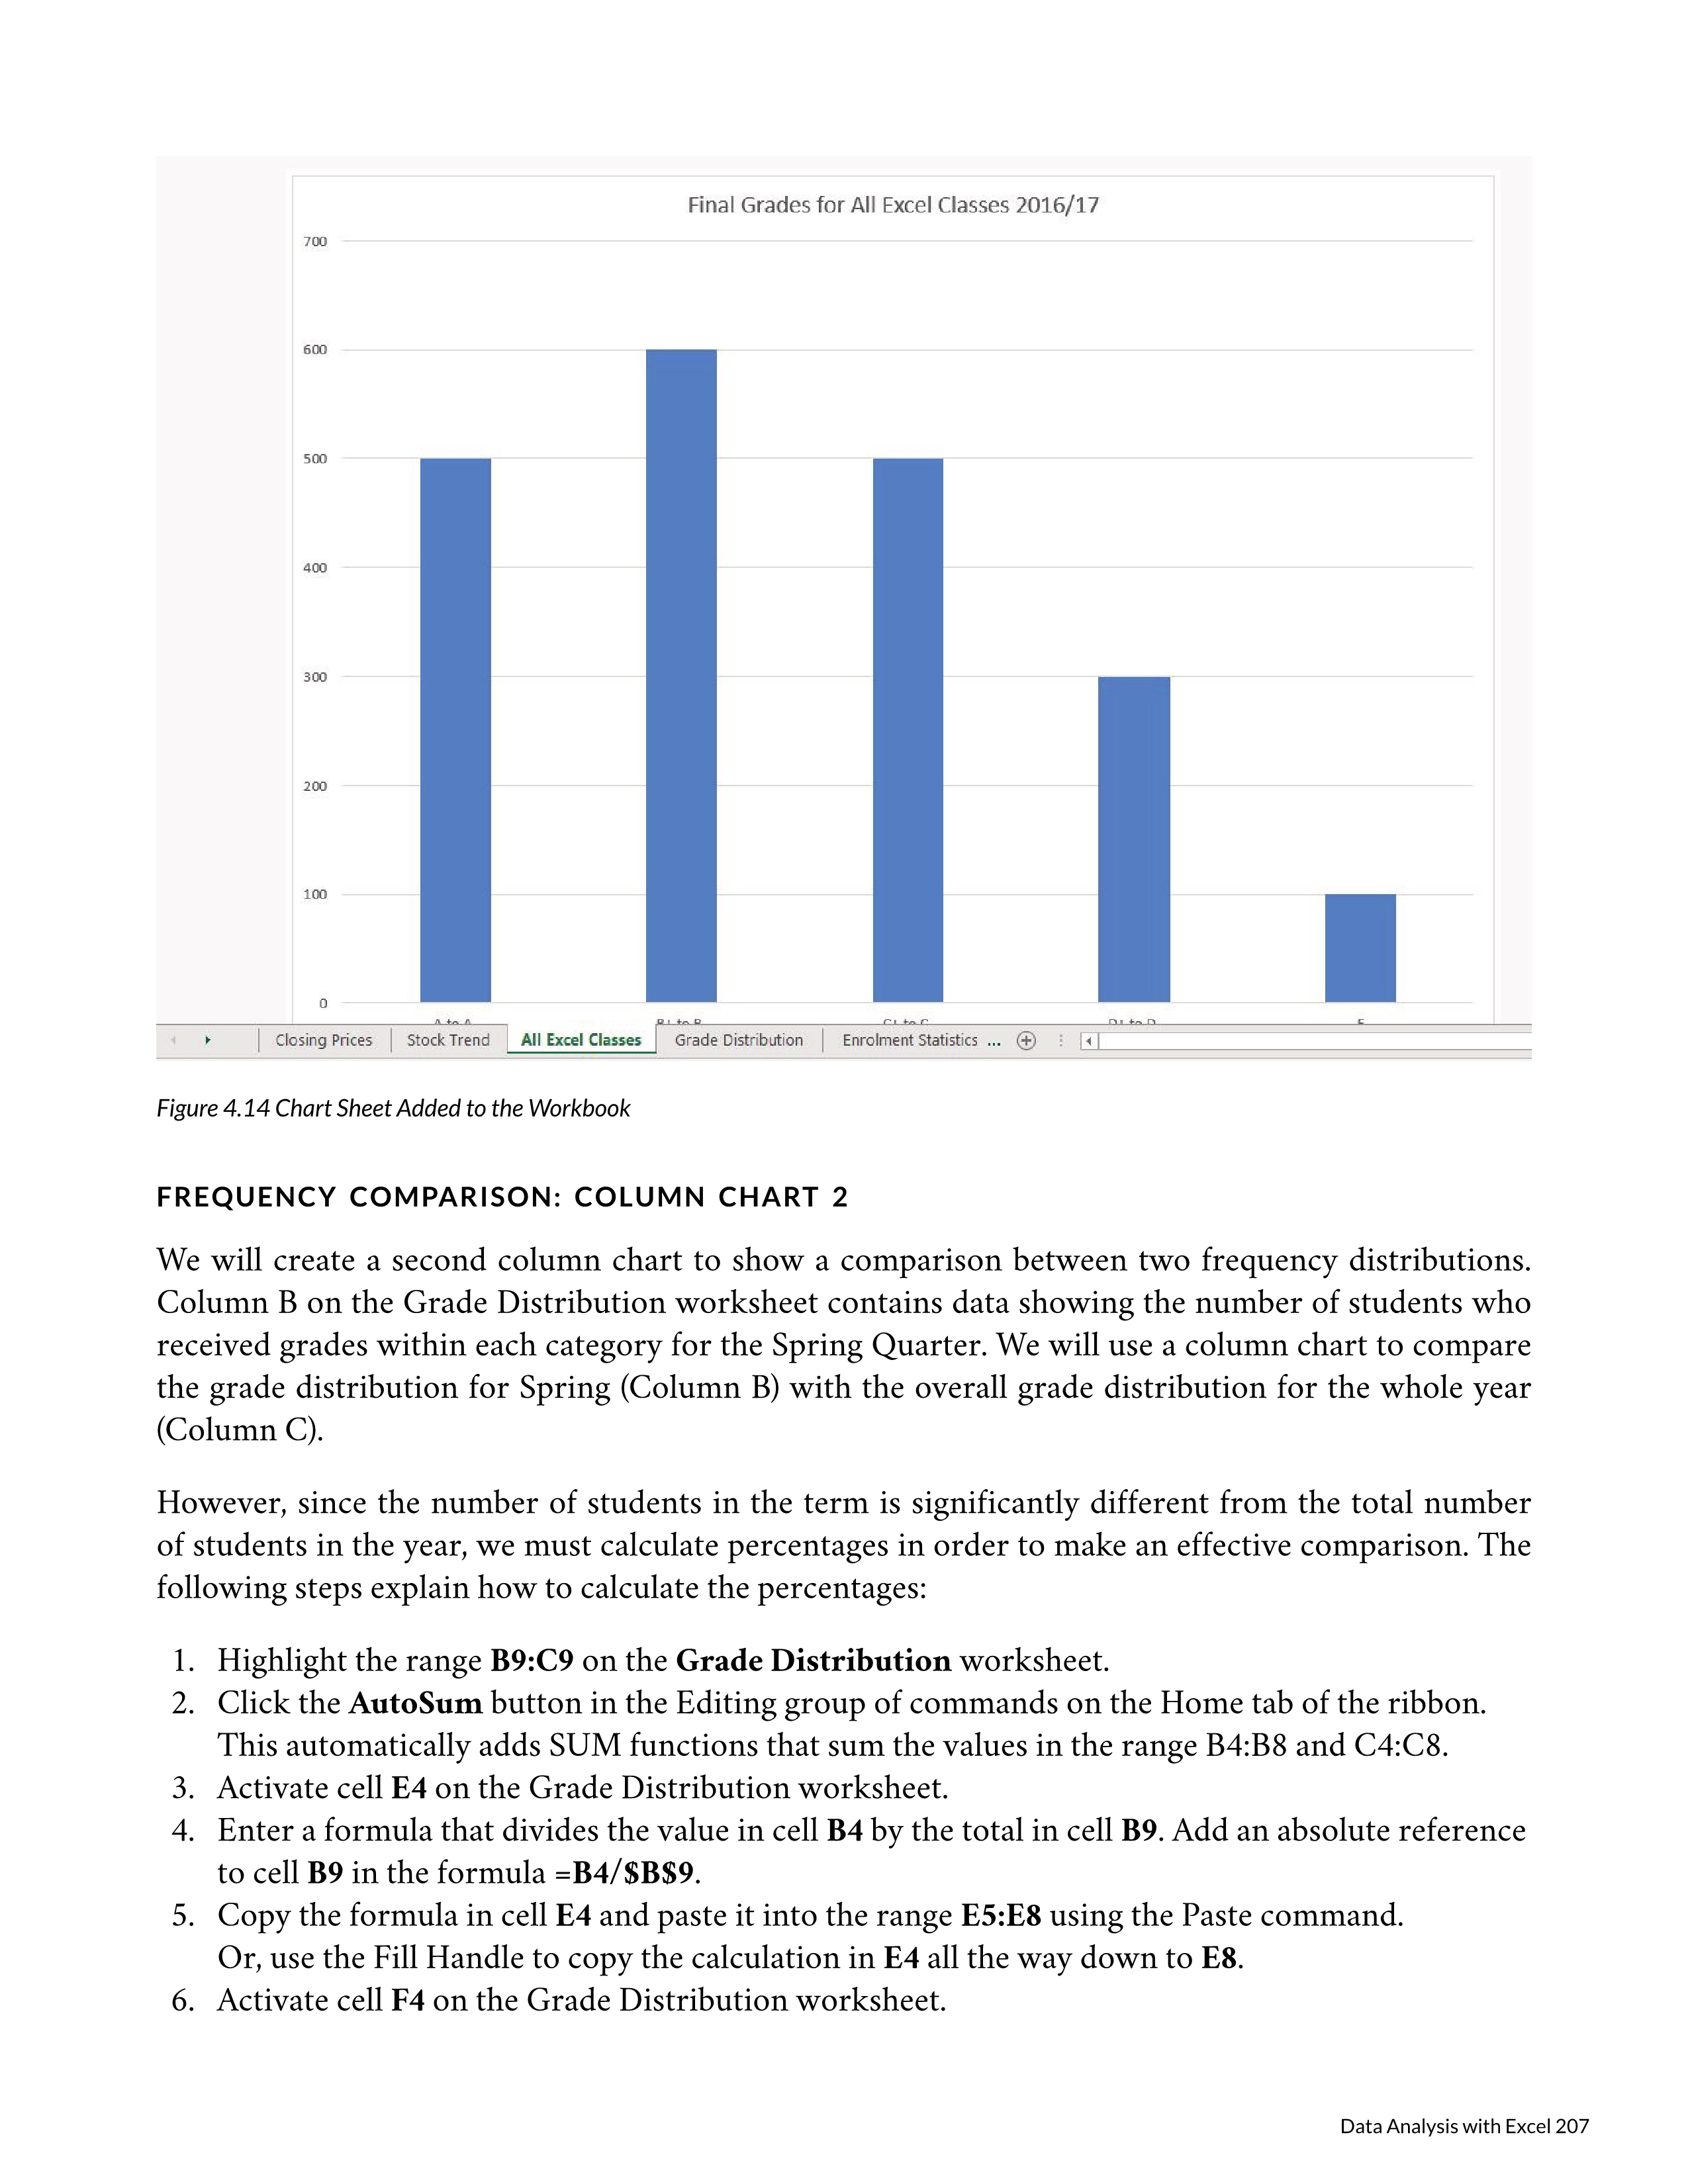 Final Grades for All Excel Classes 2016/17
700
600
500
400
300
200
100
0
Closing Prices Stock Trend All Excel Classes Grade Distribution Enrolment Statistics ...
Figure 4.14 Chart Sheet Added to the Workbook
FREQUENCY COMPARISON: COLUMN CHART 2
We will create a second column chart to show a comparison between two frequency distributions.
Column B on the Grade Distribution worksheet contains data showing the number of students who
received grades within each category for the Spring Quarter. We will use a column chart to compare
the grade distribution for Spring (Column B) with the overall grade distribution for the whole year
(Column C).
However, since the number of students in the term is significantly different from the total number
of students in the year, we must calculate percentages in order to make an effective comparison. The
following steps explain how to calculate the percentages:
1. Highlight the range B9:C9 on the Grade Distribution worksheet.
2. Click the AutoSum button in the Editing group of commands on the Home tab of the ribbon.
This automatically adds SUM functions that sum the values in the range B4:B8 and C4:C8.
3. Activate cell E4 on the Grade Distribution worksheet.
4. Enter a formula that divides the value in cell B4 by the total in cell B9. Add an absolute reference
to cell B9 in the formula =B4/$B$9.
5. Copy the formula in cell E4 and paste it into the range E5:E8 using the Paste command.
Or, use the Fill Handle to copy the calculation in E4 all the way down to E8.
6. Activate cell F4 on the Grade Distribution worksheet.
Data Analysis with Excel 207